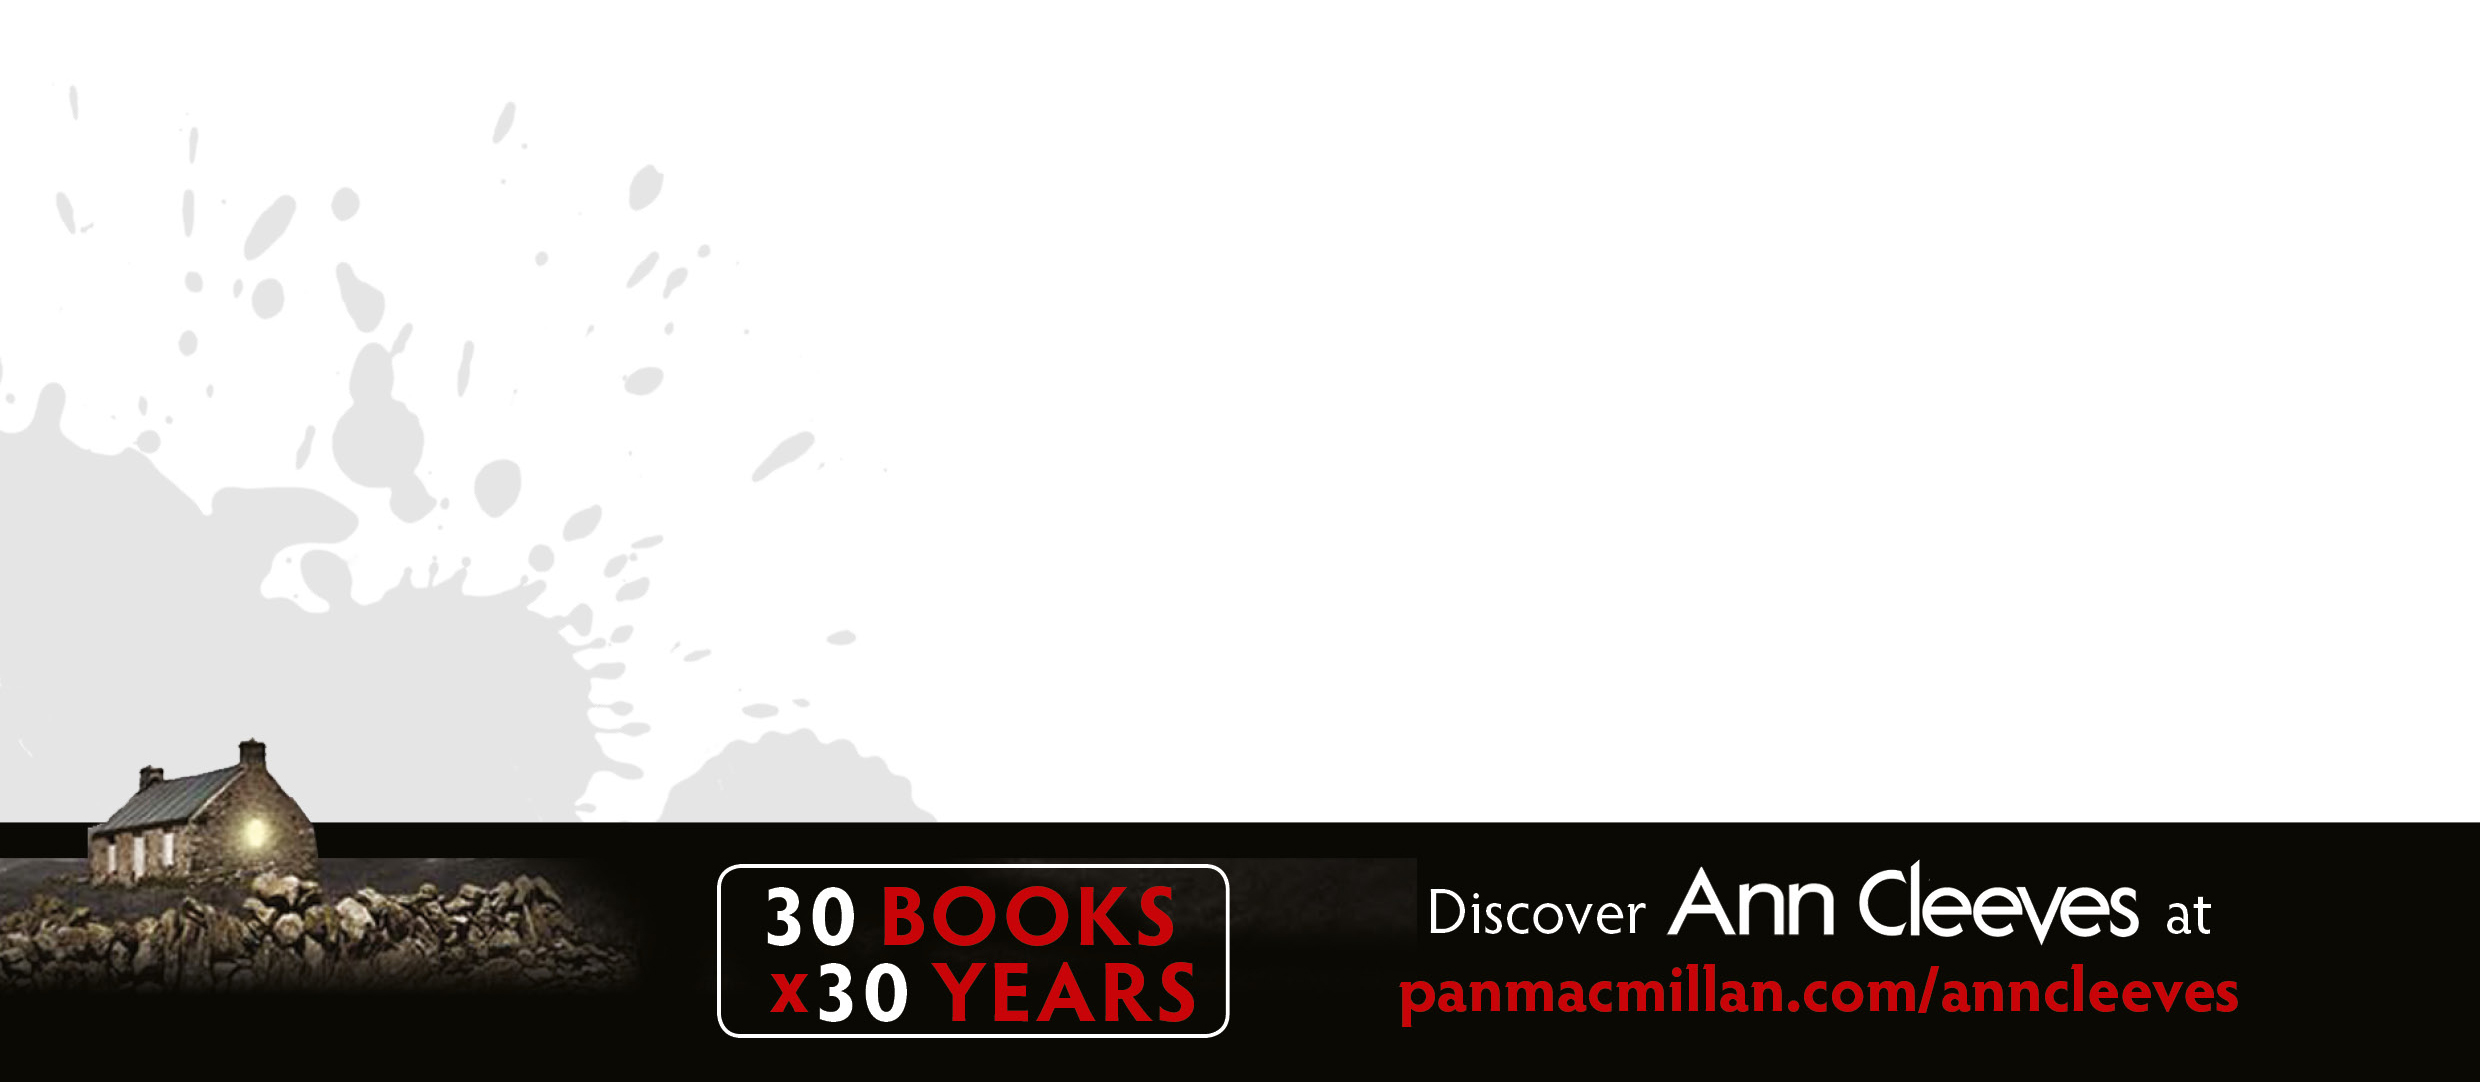 30 BOOKS
x30 YEARS
Discover Ann Cleeves at
panmacmillan.com/anncleeves